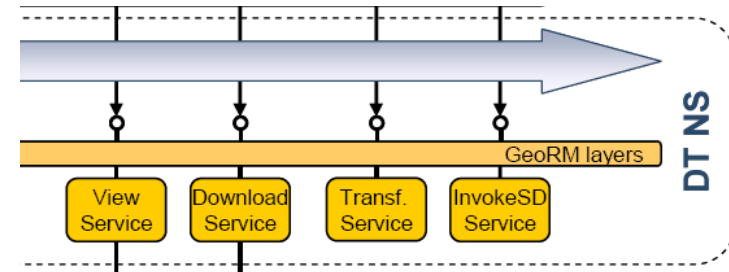 GeoRM layers
View
Service
Download
Service
Transf.
Service
InvokeSD
Service
DT NS